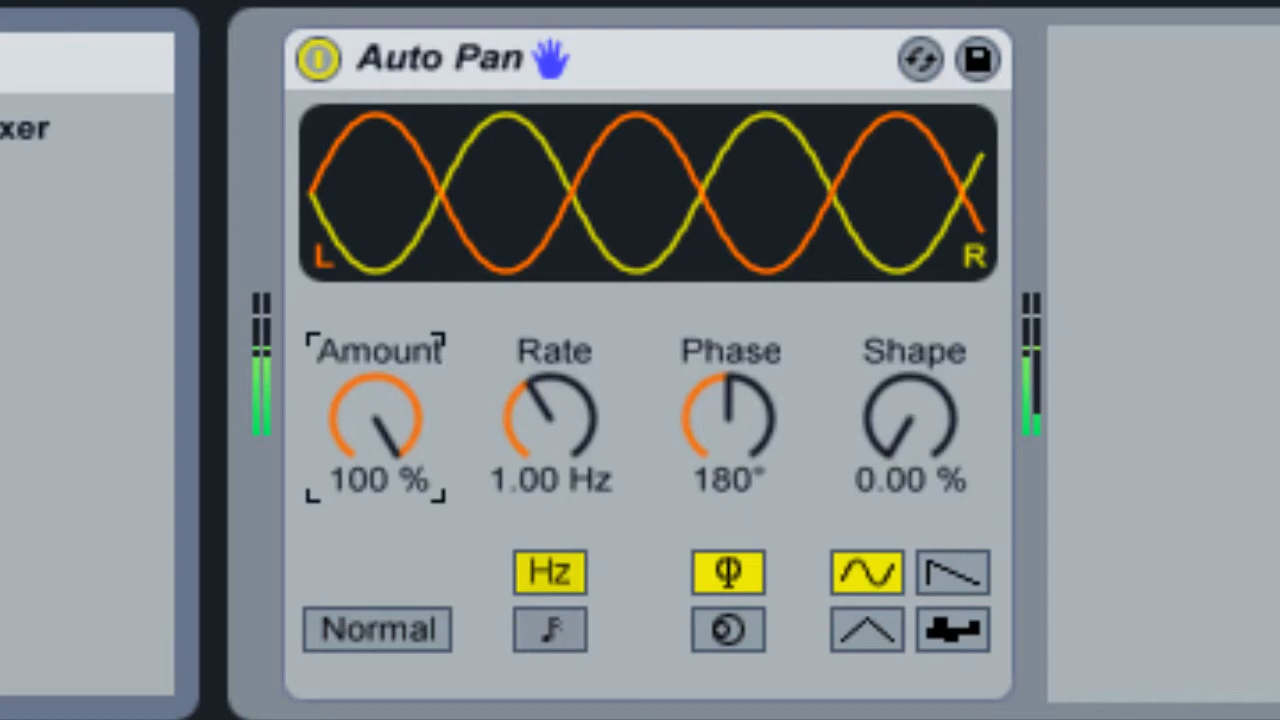 Auto Pan
xer
L R
Amount Rate Phase Shape
100 % 1.00 Hz 180° 0.00 %
Hz Φ
Normal